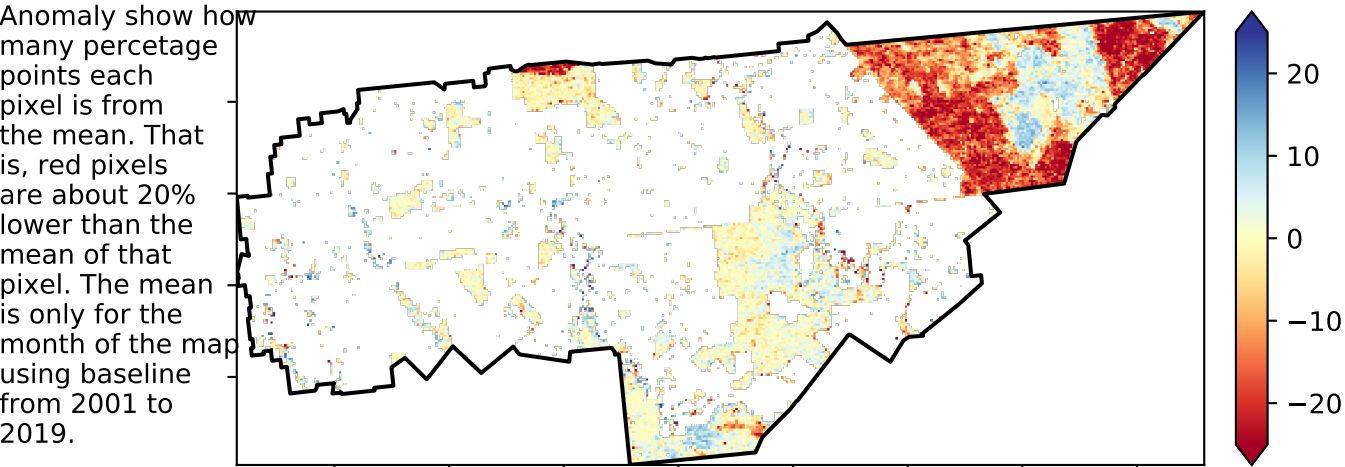 Anomaly show how
many percetage
points each
pixel is from
the mean. That
is, red pixels
are about 20%
lower than the
mean of that
pixel. The mean
is only for the
month of the map
using baseline
from 2001 to
2019.
20
10
0
−10
−20